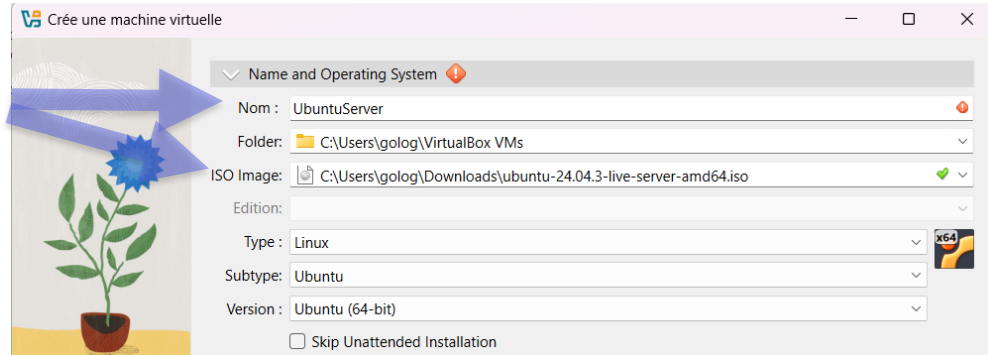 Crée une machine virtuelle
Name and Operating System
Nom : UbuntuServer
Folder: C:\Users\golog\VirtualBox VMs
ISO Image: C:\Users\golog\Downloads\ubuntu-24.04.3-live-server-amd64.iso
Edition:
Type : Linux
x64
Subtype: Ubuntu
Version : Ubuntu (64-bit)
Skip Unattended Installation